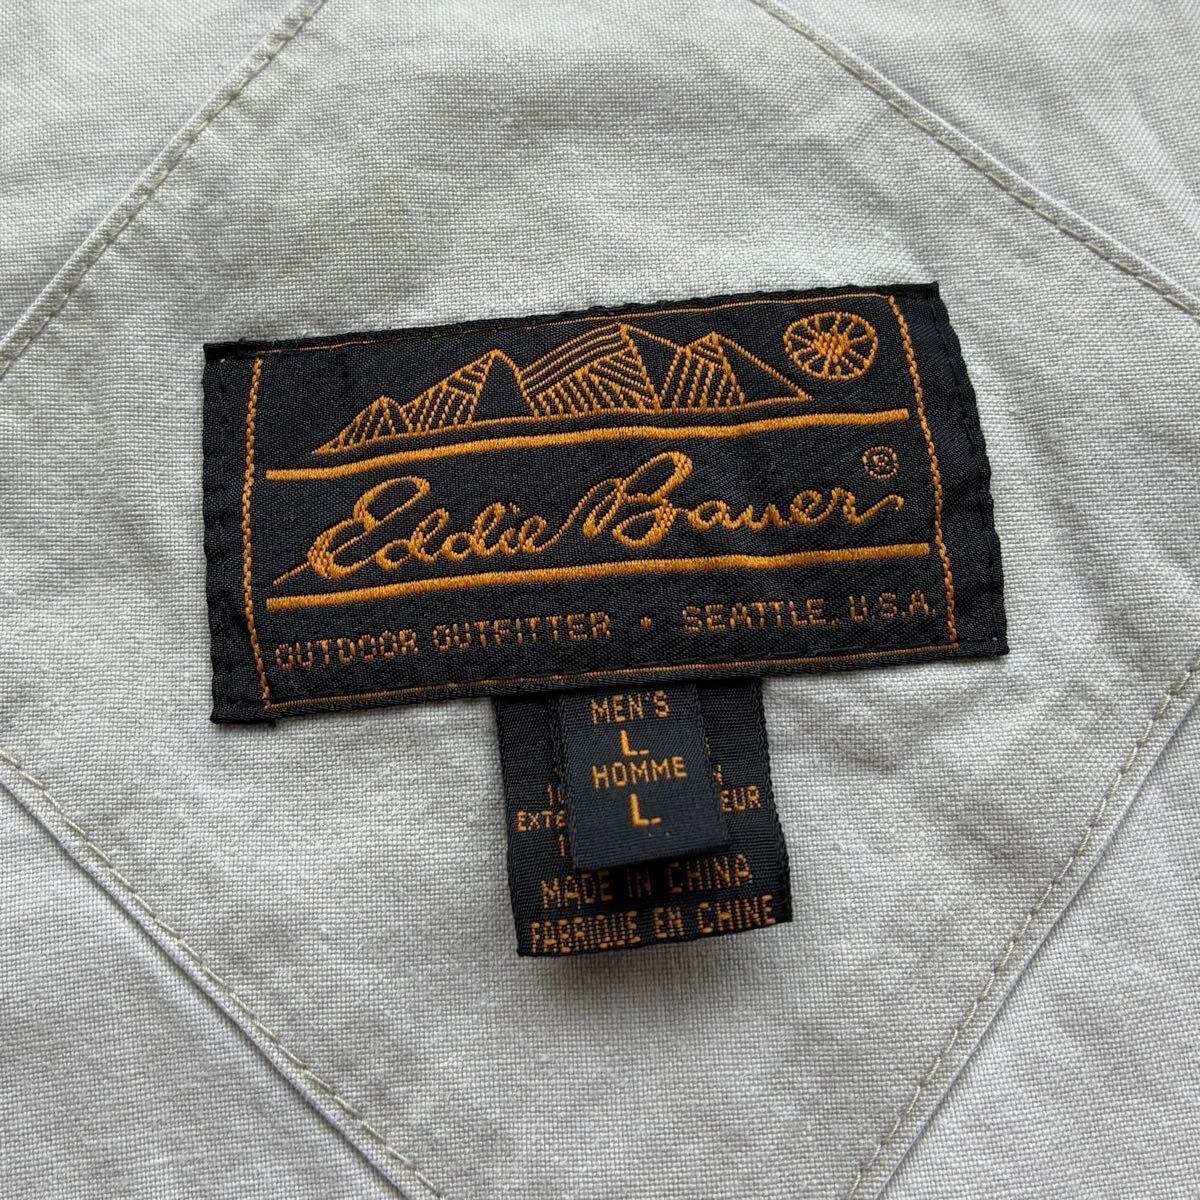 Eddie Bauer ®
OUTDOOR OUTFITTER • SEATTLE, U.S.A.
MEN'S
L
HOMME
L
MADE IN CHINA
FABRIQUE EN CHINE